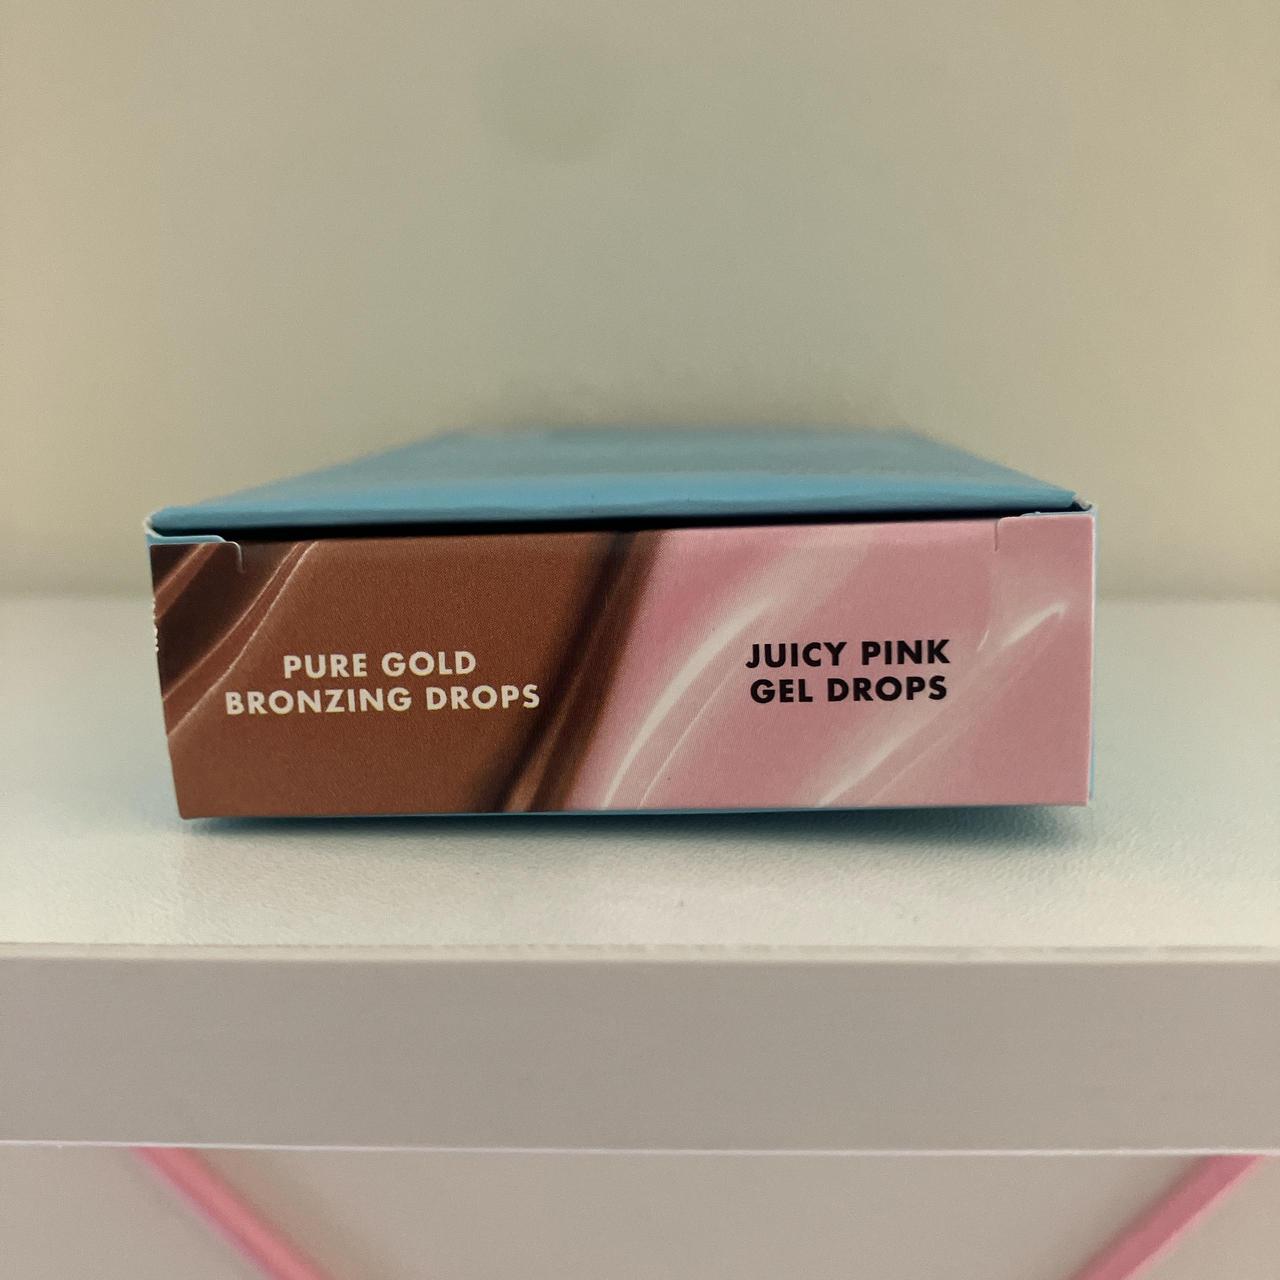 PURE GOLD
BRONZING DROPS
JUICY PINK
GEL DROPS